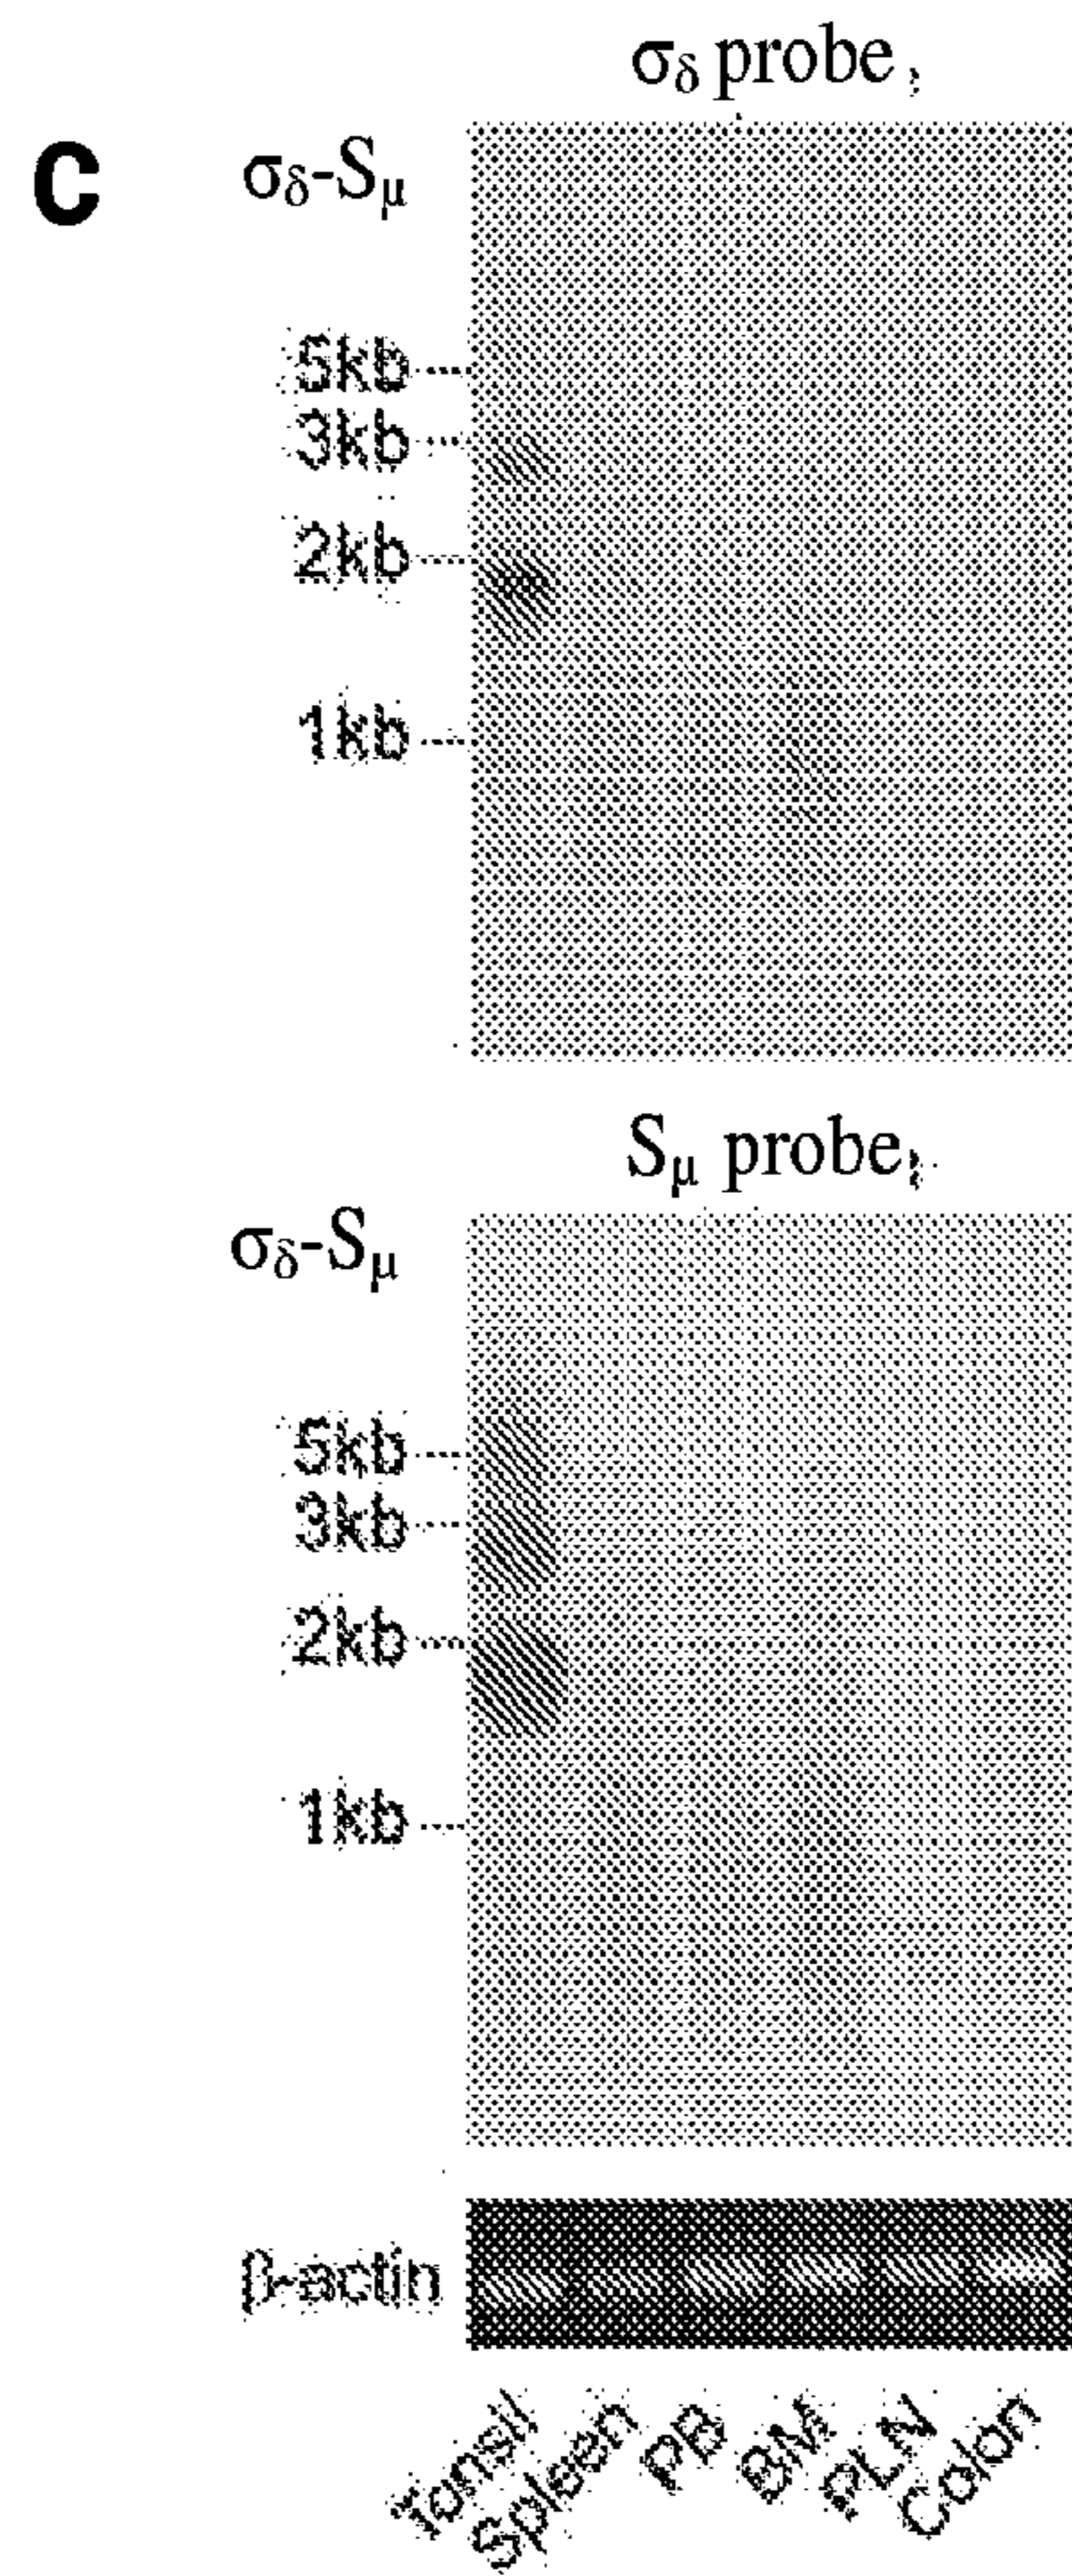 σδ probe
C
σδ-Sμ
5kb
3kb
2kb
1kb
Sμ probe
σδ-Sμ
5kb
3kb
2kb
1kb
β-actin
Tonsil
Spleen
PB
BM
PLN
Colon